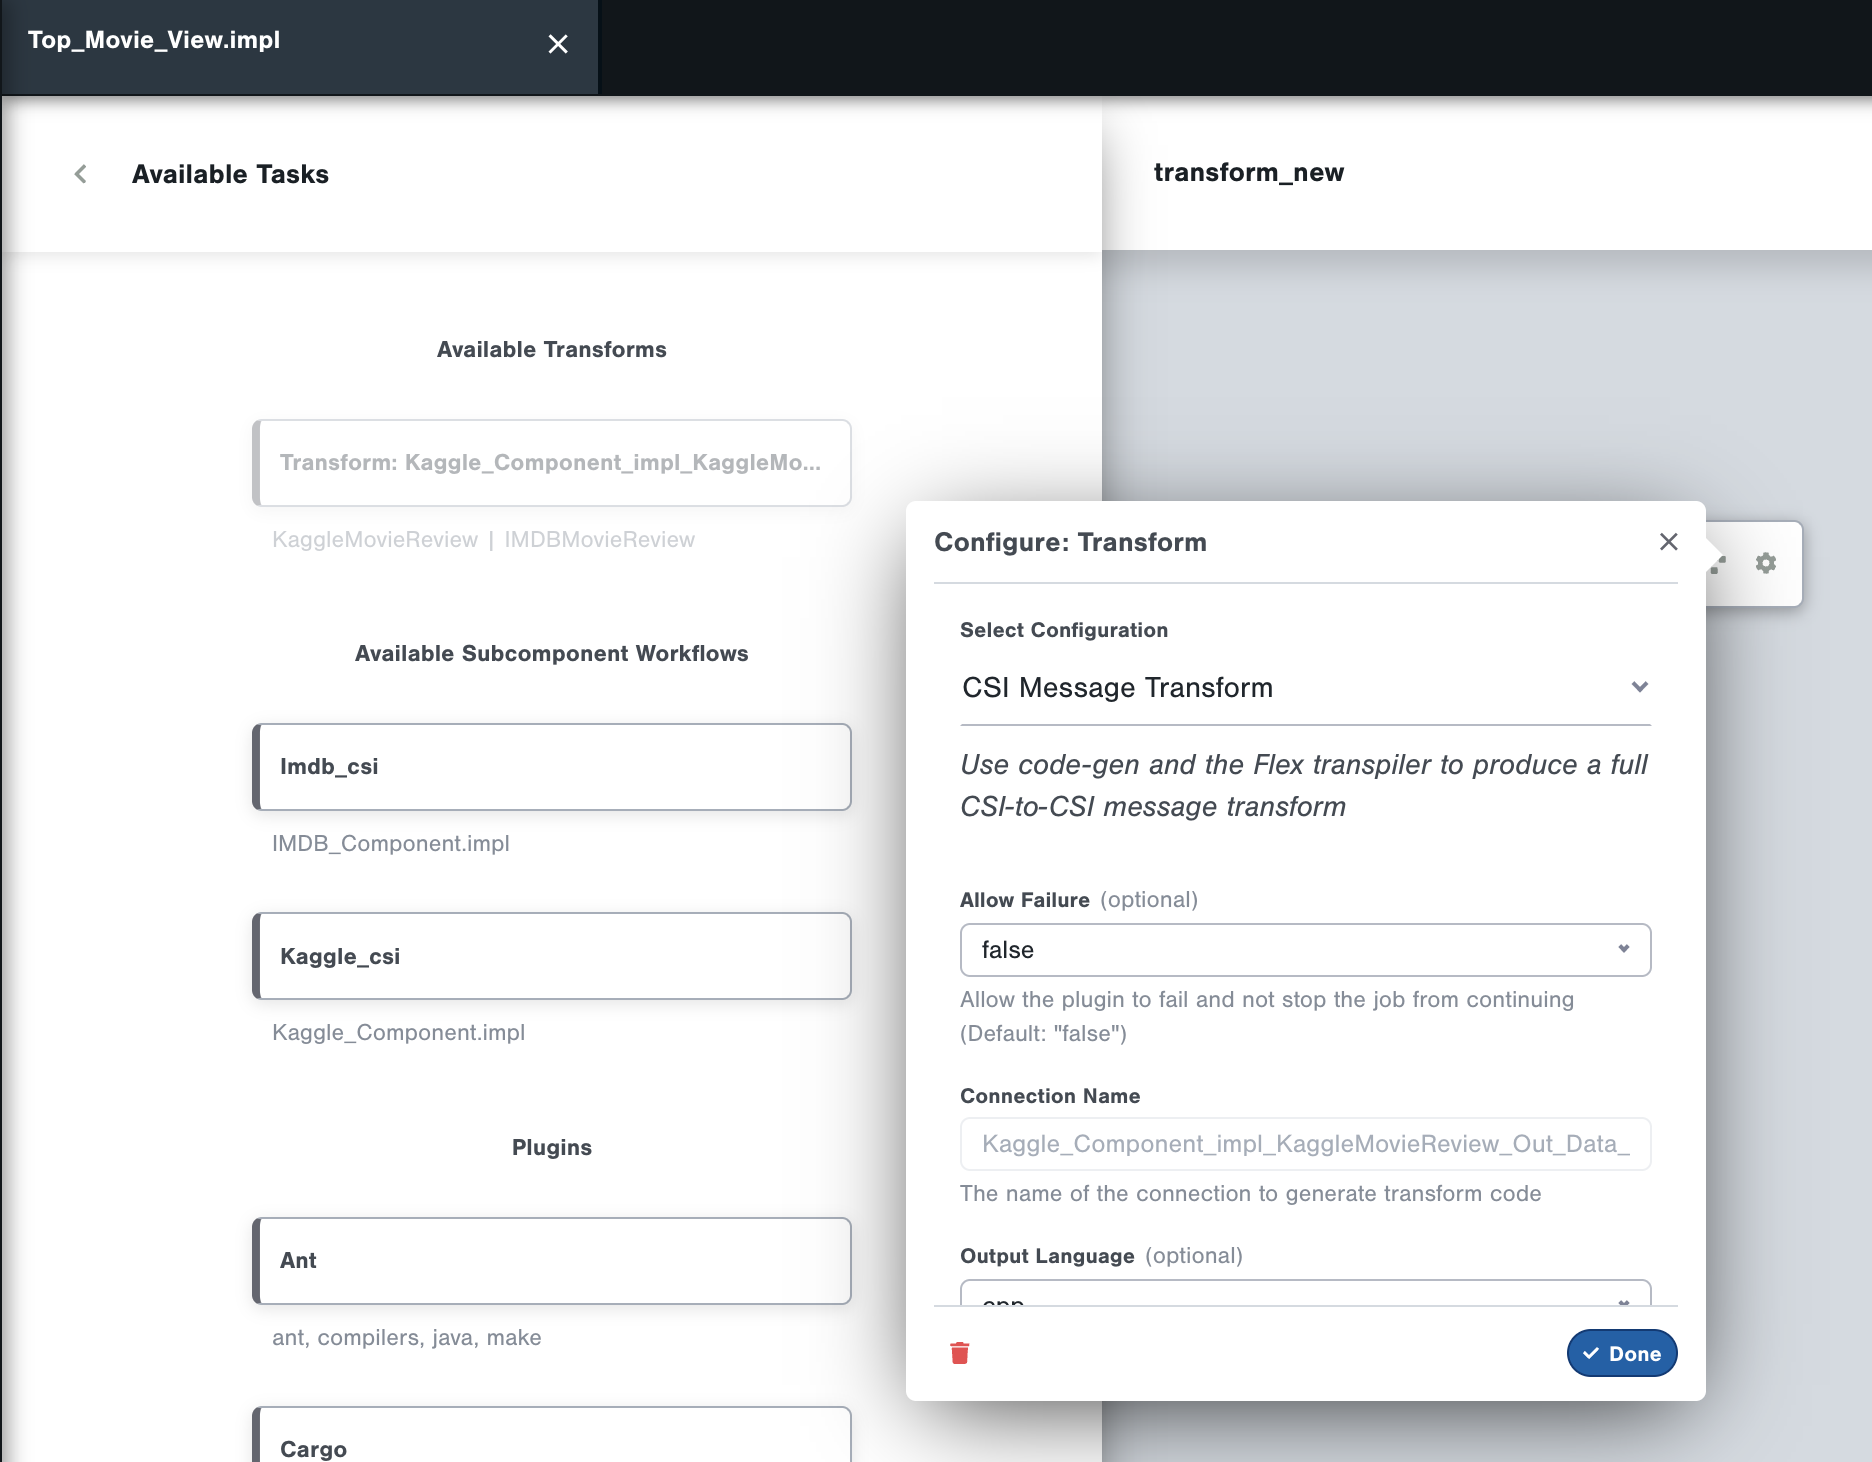 Top_Movie_View.impl
Available Tasks
transform_new
Available Transforms
Transform: Kaggle_Component_impl_KaggleMo...
KaggleMovieReview | IMDBMovieReview
Available Subcomponent Workflows
Imdb_csi
IMDB_Component.impl
Kaggle_csi
Kaggle_Component.impl
Plugins
Ant
ant, compilers, java, make
Cargo
Configure: Transform
Select Configuration
CSI Message Transform
Use code-gen and the Flex transpiler to produce a full
CSI-to-CSI message transform
Allow Failure (optional)
false
Allow the plugin to fail and not stop the job from continuing
(Default: "false")
Connection Name
Kaggle_Component_impl_KaggleMovieReview_Out_Data_
The name of the connection to generate transform code
Output Language (optional)
cpp
Done